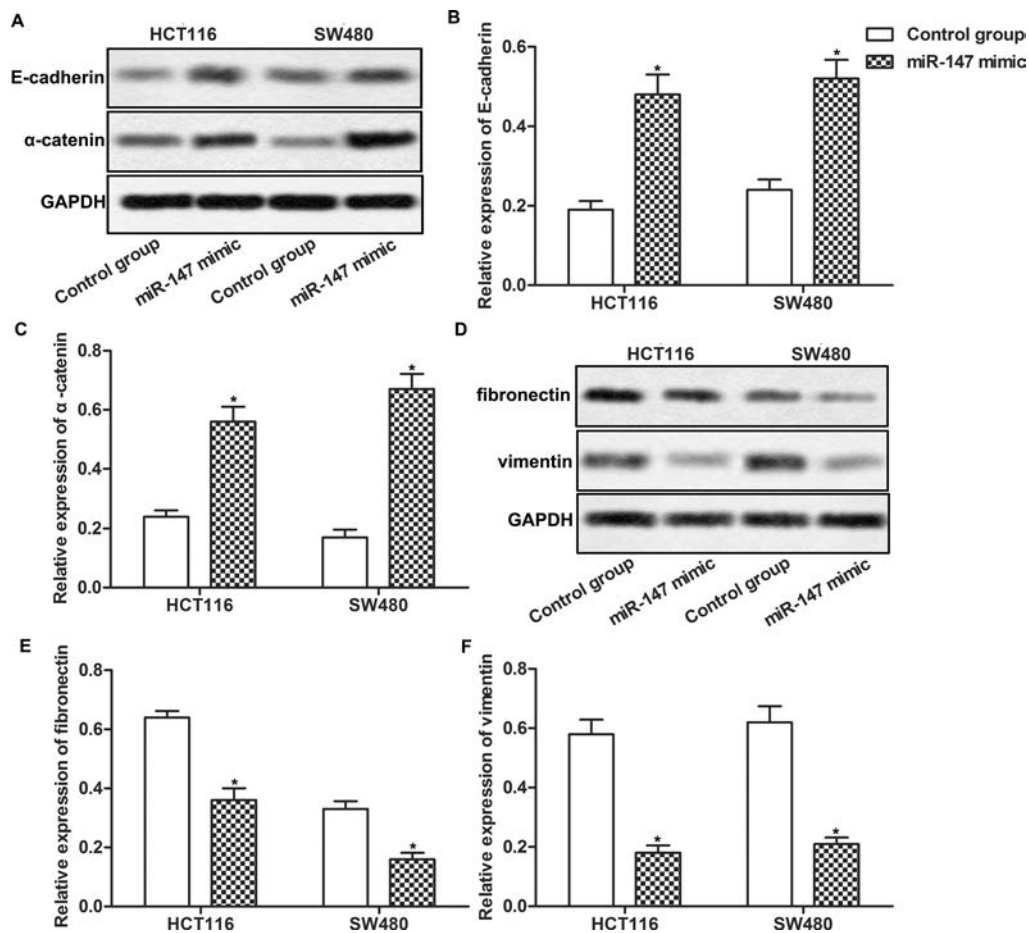 A
HCT116 SW480
E-cadherin
α-catenin
GAPDH
Control group miR-147 mimic Control group miR-147 mimic
B
Control group
miR-147 mimic
Relative expression of E-cadherin
0.6
0.4
0.2
0.0
* *
HCT116 SW480
C
Relative expression of α -catenin
0.8
0.6
0.4
0.2
0.0
* *
HCT116 SW480
D
HCT116 SW480
fibronectin
vimentin
GAPDH
Control group miR-147 mimic Control group miR-147 mimic
E
Relative expression of fibronectin
0.8
0.6
0.4
0.2
0.0
* *
HCT116 SW480
F
Relative expression of vimentin
0.8
0.6
0.4
0.2
0.0
* *
HCT116 SW480